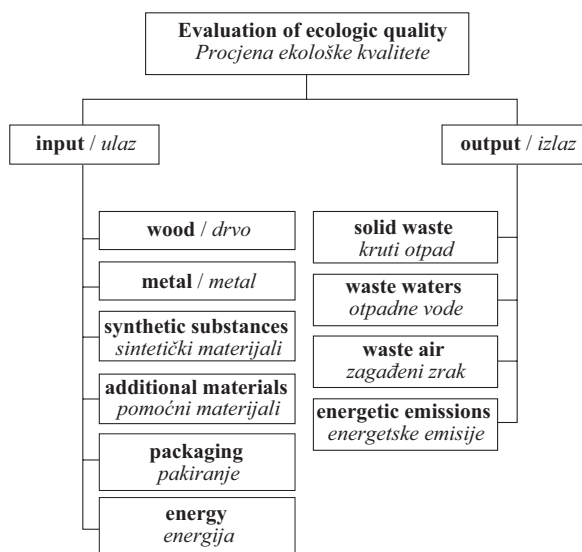 Evaluation of ecologic quality
Procjena ekološke kvalitete
input / ulaz
output / izlaz
wood / drvo
metal / metal
synthetic substances
sintetički materijali
additional materials
pomoćni materijali
packaging
pakiranje
energy
energija
solid waste
kruti otpad
waste waters
otpadne vode
waste air
zagađeni zrak
energetic emissions
energetske emisije